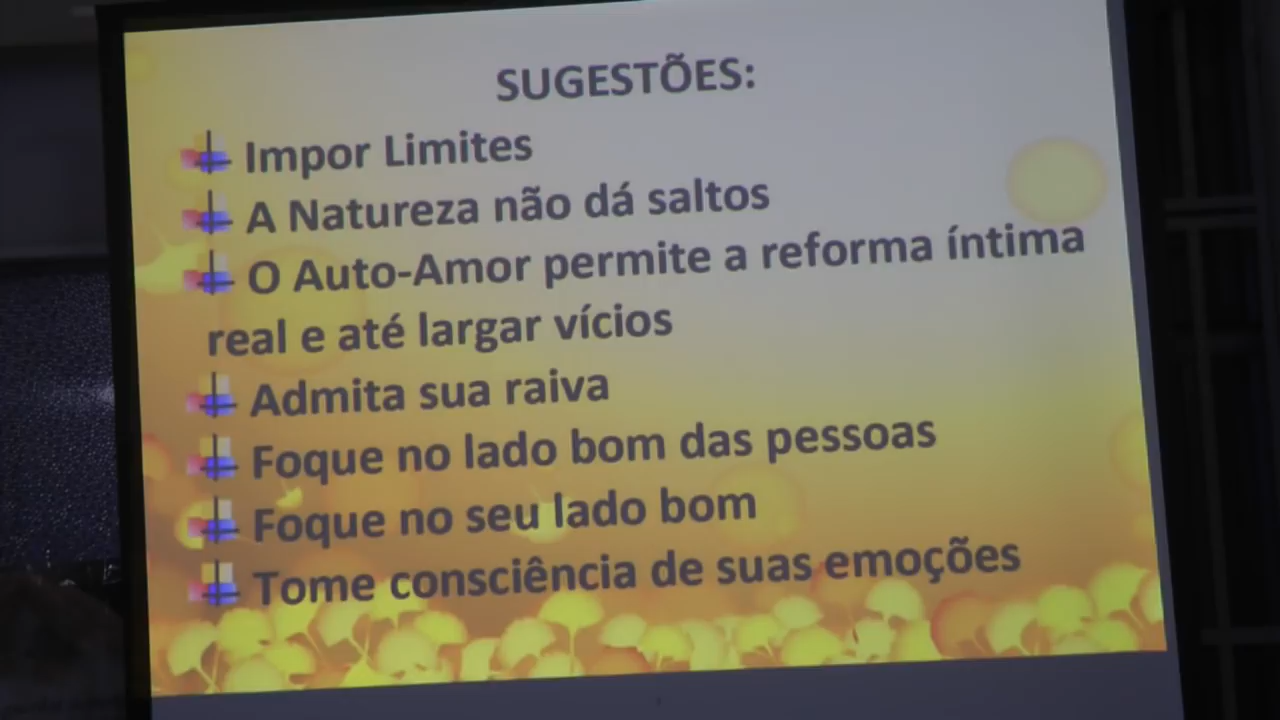 SUGESTÕES:
Impor Limites
A Natureza não dá saltos
O Auto-Amor permite a reforma íntima
real e até largar vícios
Admita sua raiva
Foque no lado bom das pessoas
Foque no seu lado bom
Tome consciência de suas emoções